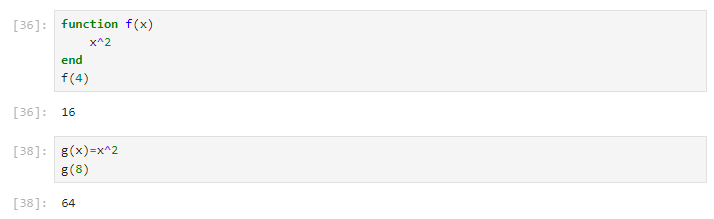 [36]: function f(x)
    x^2
end
f(4)
[36]: 16
[38]: g(x)=x^2
g(8)
[38]: 64